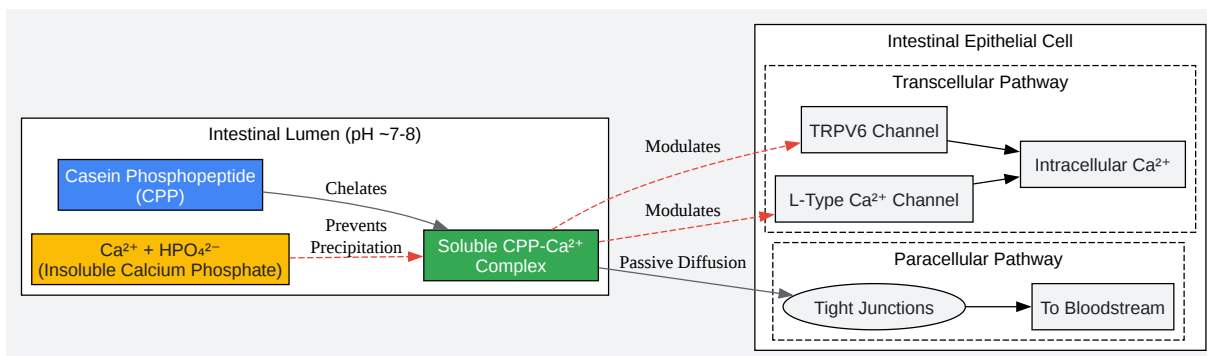 Intestinal Lumen (pH ~7-8)
Casein Phosphopeptide
(CPP)
Chelates
Ca²⁺ + HPO₄²⁻
(Insoluble Calcium Phosphate)
Prevents
Precipitation
Soluble CPP-Ca²⁺
Complex
Modulates
Modulates
Passive Diffusion
Intestinal Epithelial Cell
Transcellular Pathway
TRPV6 Channel
L-Type Ca²⁺ Channel
Intracellular Ca²⁺
Paracellular Pathway
Tight Junctions
To Bloodstream